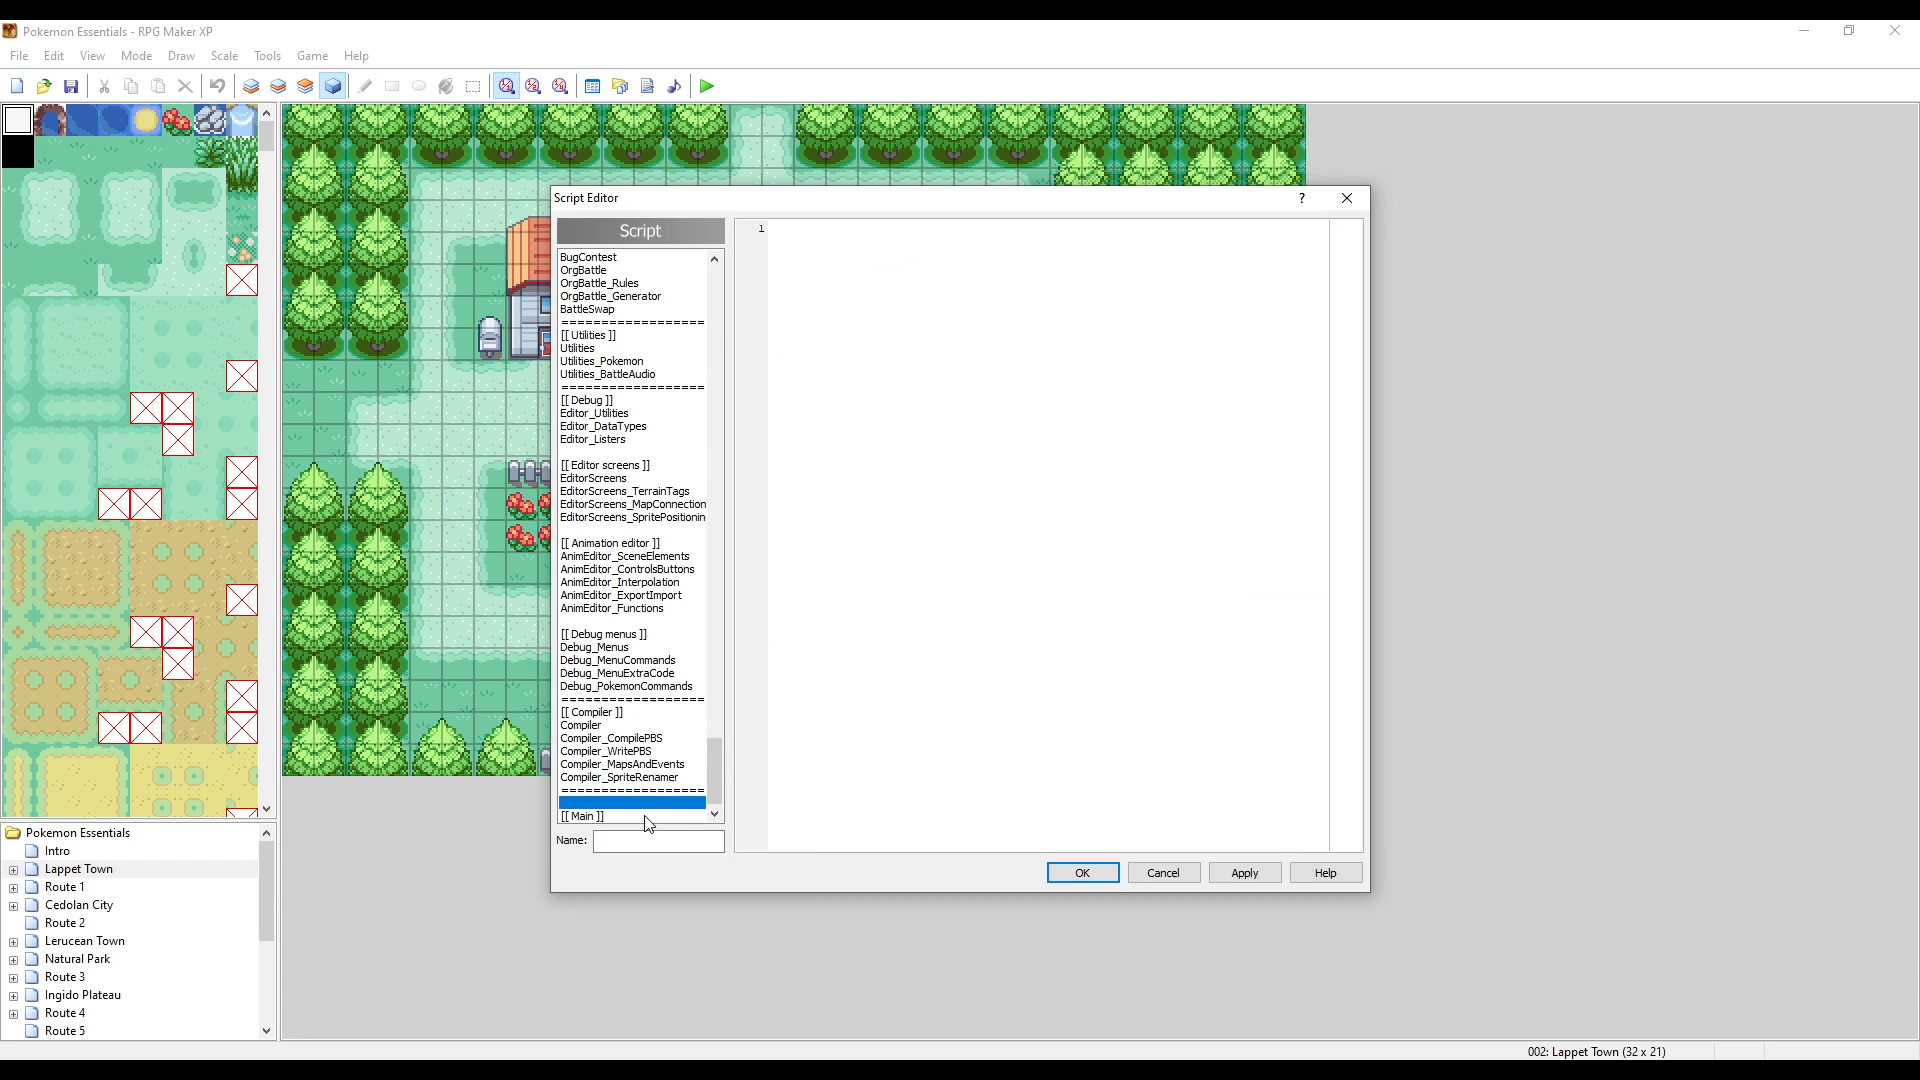 Pokemon Essentials - RPG Maker XP
File Edit View Mode Draw Scale Tools Game Help
Script Editor
?
Script
1
BugContest
OrgBattle
OrgBattle_Rules
OrgBattle_Generator
BattleSwap
==================
[[ Utilities ]]
Utilities
Utilities_Pokemon
Utilities_BattleAudio
==================
[[ Debug ]]
Editor_Utilities
Editor_DataTypes
Editor_Listers
[[ Editor screens ]]
EditorScreens
EditorScreens_TerrainTags
EditorScreens_MapConnection
EditorScreens_SpritePositionin
[[ Animation editor ]]
AnimEditor_SceneElements
AnimEditor_ControlsButtons
AnimEditor_Interpolation
AnimEditor_ExportImport
AnimEditor_Functions
[[ Debug menus ]]
Debug_Menus
Debug_MenuCommands
Debug_MenuExtraCode
Debug_PokemonCommands
==================
[[ Compiler ]]
Compiler
Compiler_CompilePBS
Compiler_WritePBS
Compiler_MapsAndEvents
Compiler_SpriteRenamer
==================
[[ Main ]]
Name:
OK Cancel Apply Help
Pokemon Essentials
Intro
Lappet Town
Route 1
Cedolan City
Route 2
Lerucean Town
Natural Park
Route 3
Ingido Plateau
Route 4
Route 5
002: Lappet Town (32 x 21)